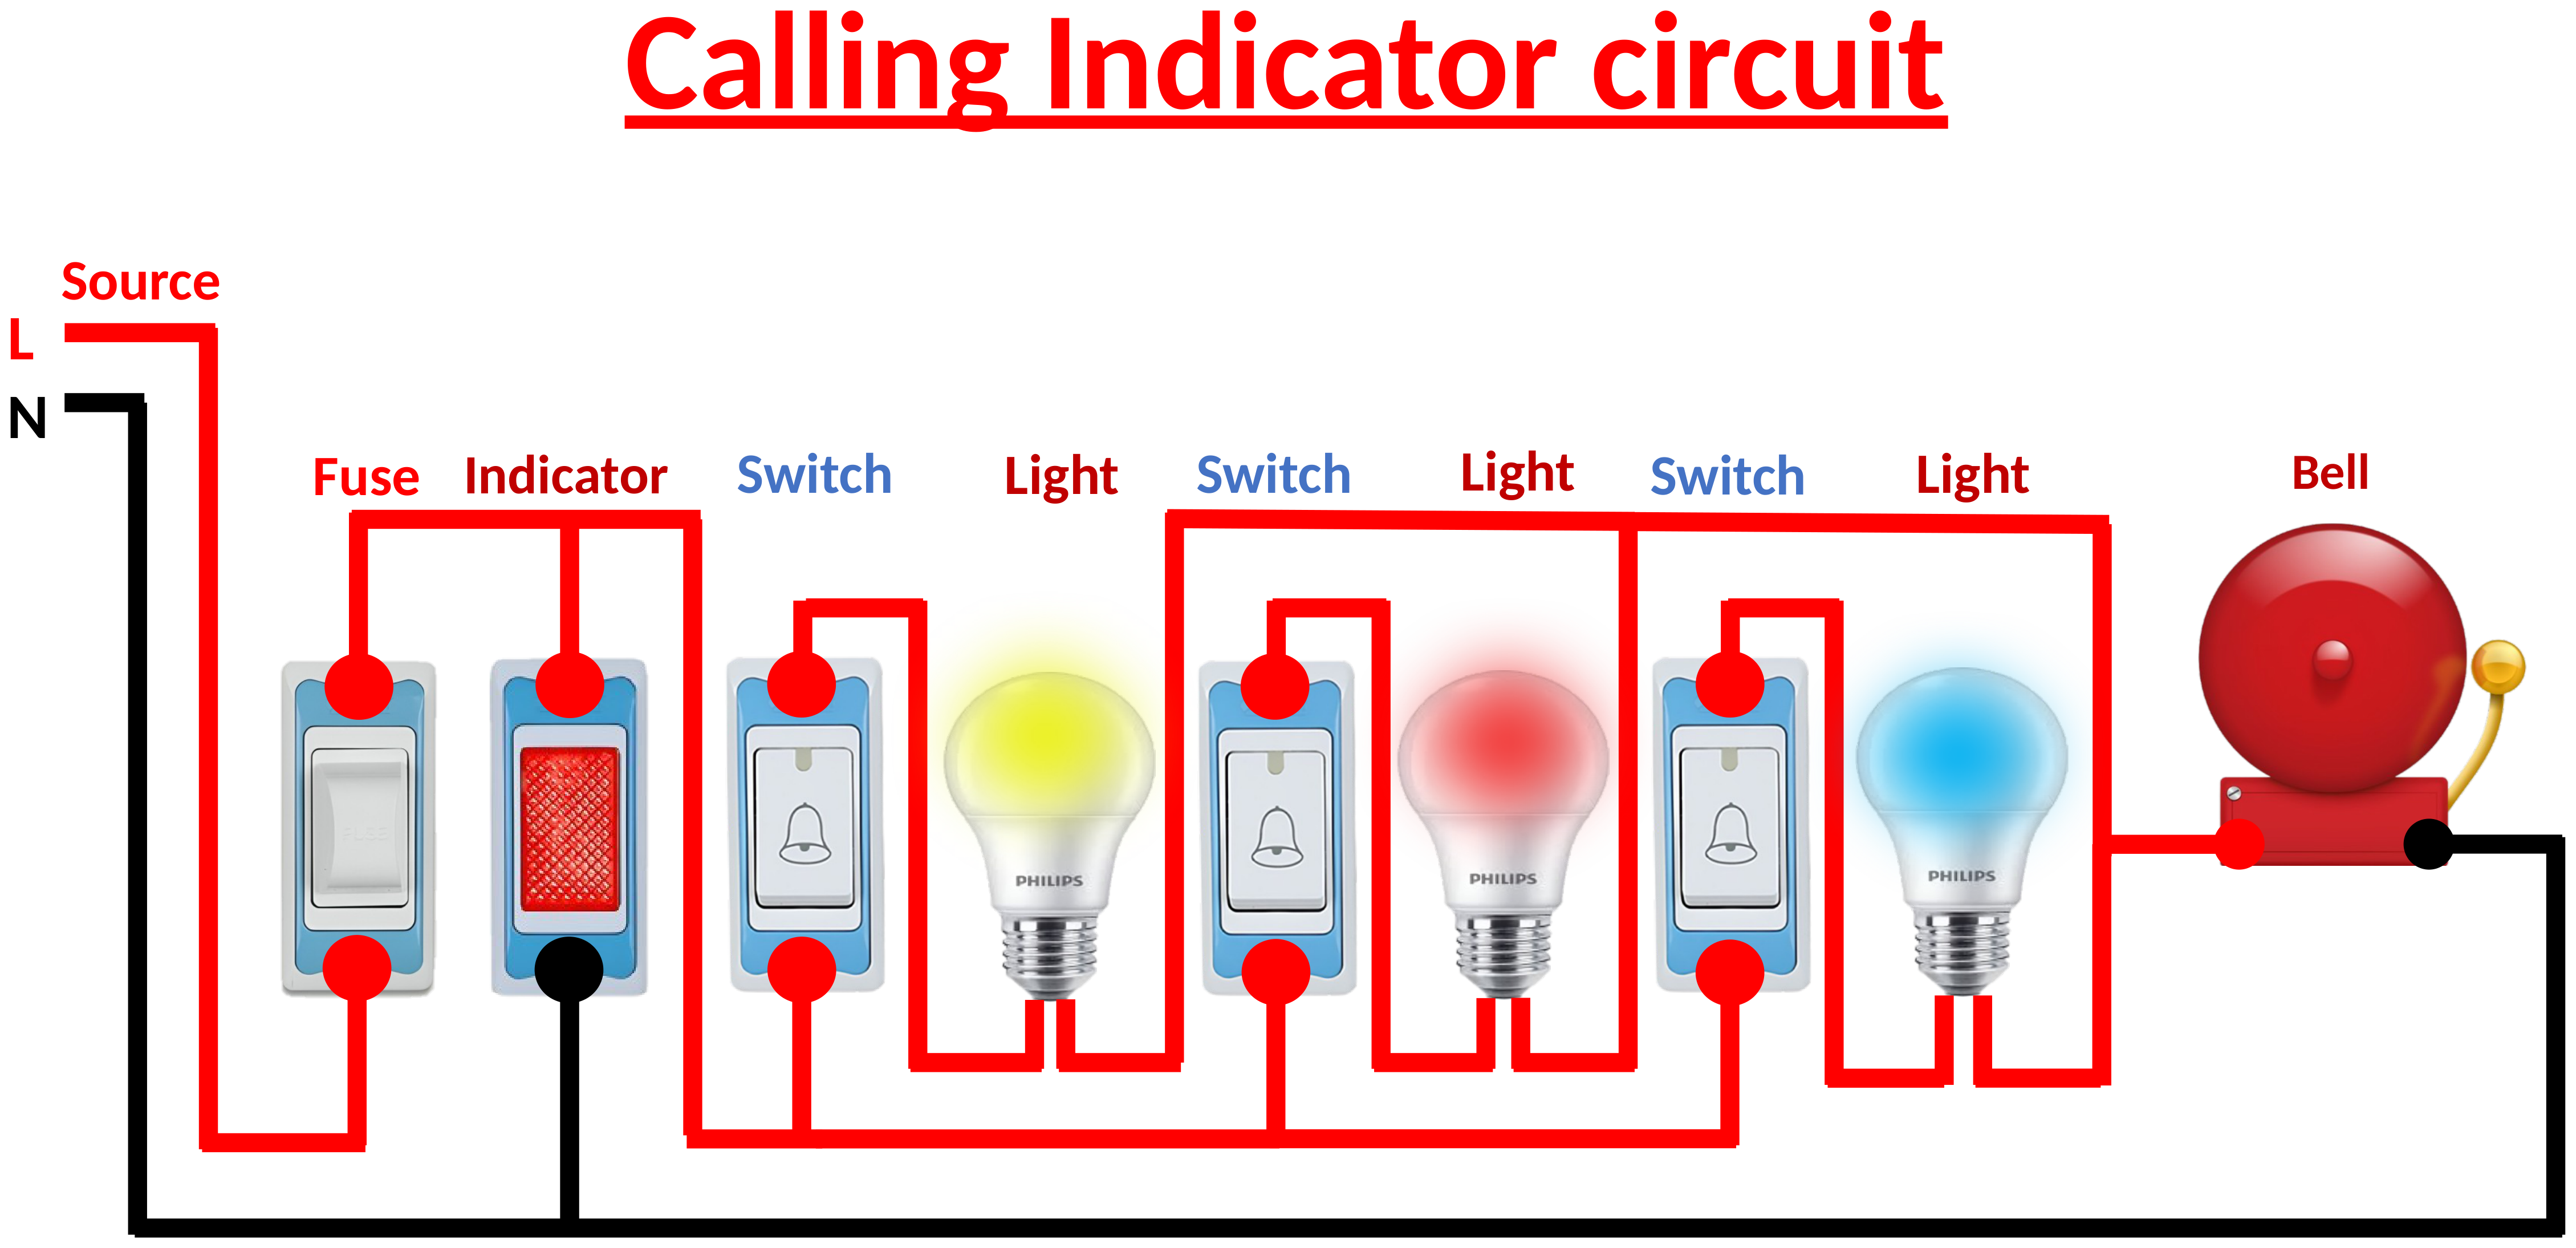 Calling Indicator circuit
Source
L
N
Fuse
Indicator
Switch
Light
Switch
Light
Switch
Light
Bell
PHILIPS
PHILIPS
PHILIPS